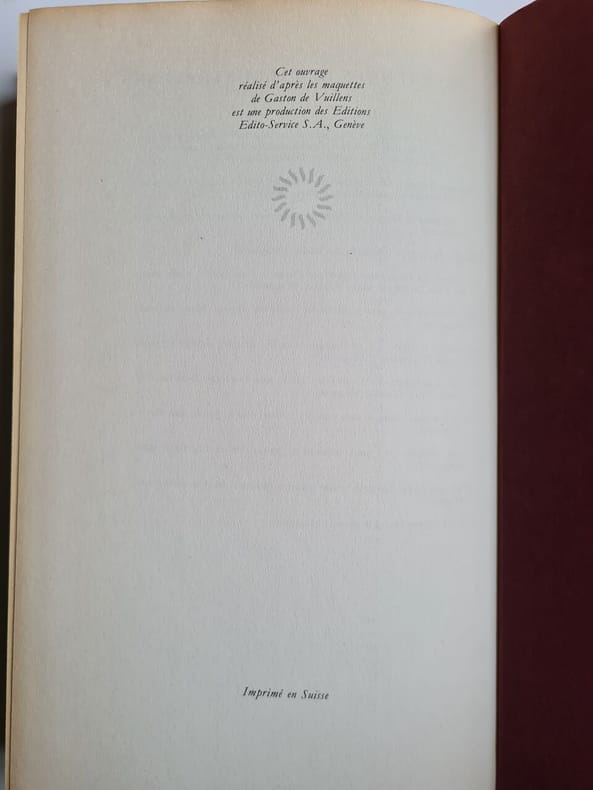 Cet ouvrage
réalisé d'après les maquettes
de Gaston de Vuillens
est une production des Editions
Edito-Service S.A., Genève
Imprimé en Suisse